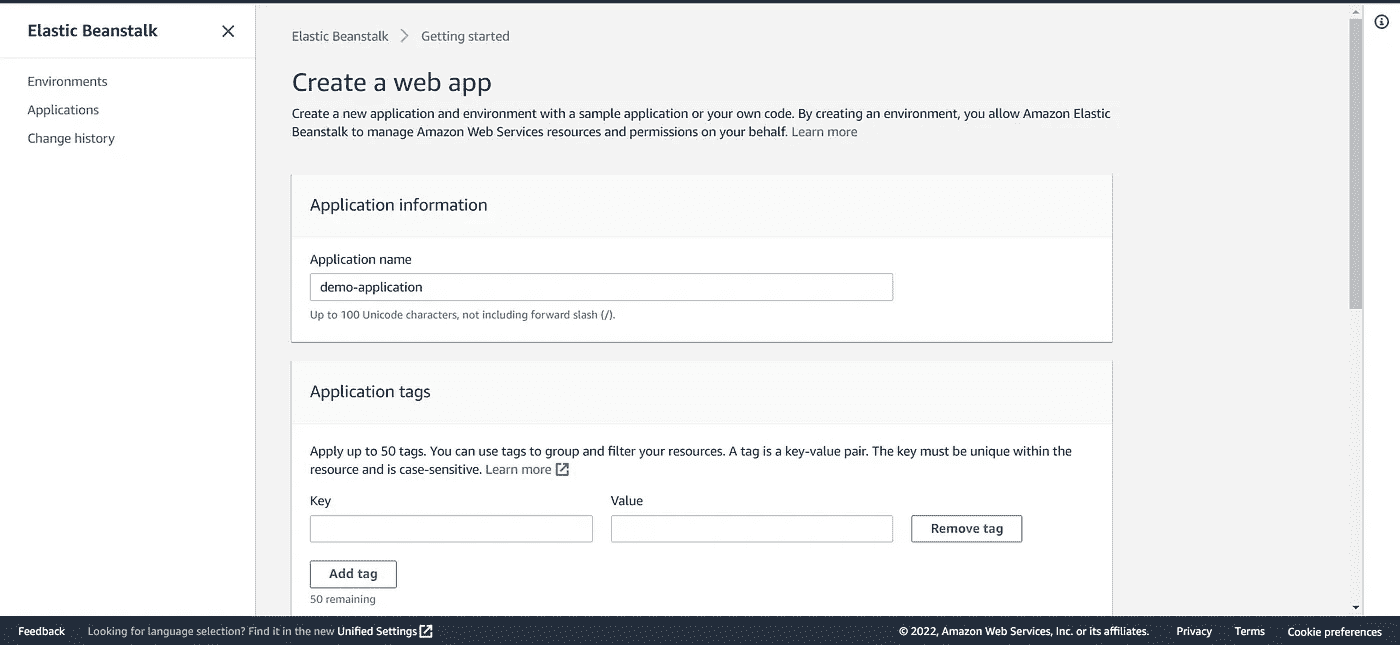 Elastic Beanstalk
Environments
Applications
Change history
Elastic Beanstalk > Getting started
Create a web app
Create a new application and environment with a sample application or your own code. By creating an environment, you allow Amazon Elastic
Beanstalk to manage Amazon Web Services resources and permissions on your behalf. Learn more
Application information
Application name
demo-application
Up to 100 Unicode characters, not including forward slash (/).
Application tags
Apply up to 50 tags. You can use tags to group and filter your resources. A tag is a key-value pair. The key must be unique within the
resource and is case-sensitive. Learn more
Key Value
Remove tag
Add tag
50 remaining
Feedback Looking for language selection? Find it in the new Unified Settings © 2022, Amazon Web Services, Inc. or its affiliates. Privacy Terms Cookie preferences